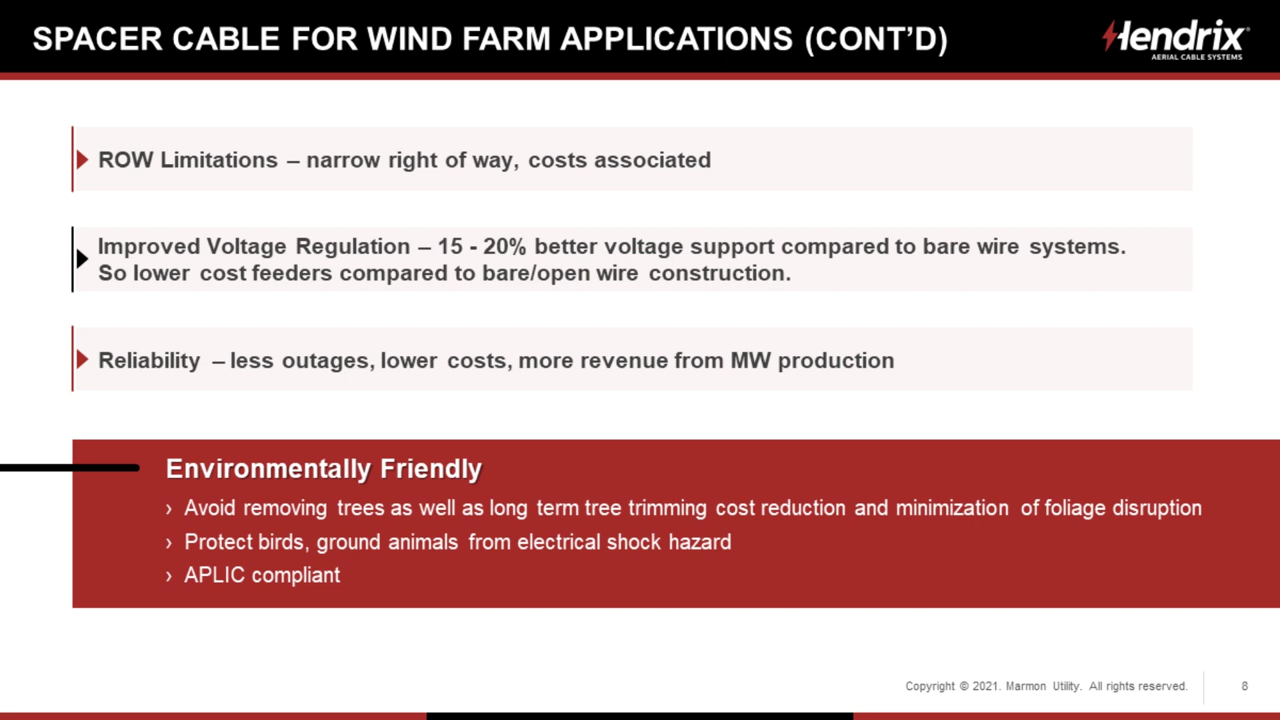 SPACER CABLE FOR WIND FARM APPLICATIONS (CONT’D)
Hendrix®
AERIAL CABLE SYSTEMS
ROW Limitations – narrow right of way, costs associated
Improved Voltage Regulation – 15 - 20% better voltage support compared to bare wire systems.
So lower cost feeders compared to bare/open wire construction.
Reliability – less outages, lower costs, more revenue from MW production
Environmentally Friendly
› Avoid removing trees as well as long term tree trimming cost reduction and minimization of foliage disruption
› Protect birds, ground animals from electrical shock hazard
› APLIC compliant
Copyright © 2021. Marmon Utility. All rights reserved. 8